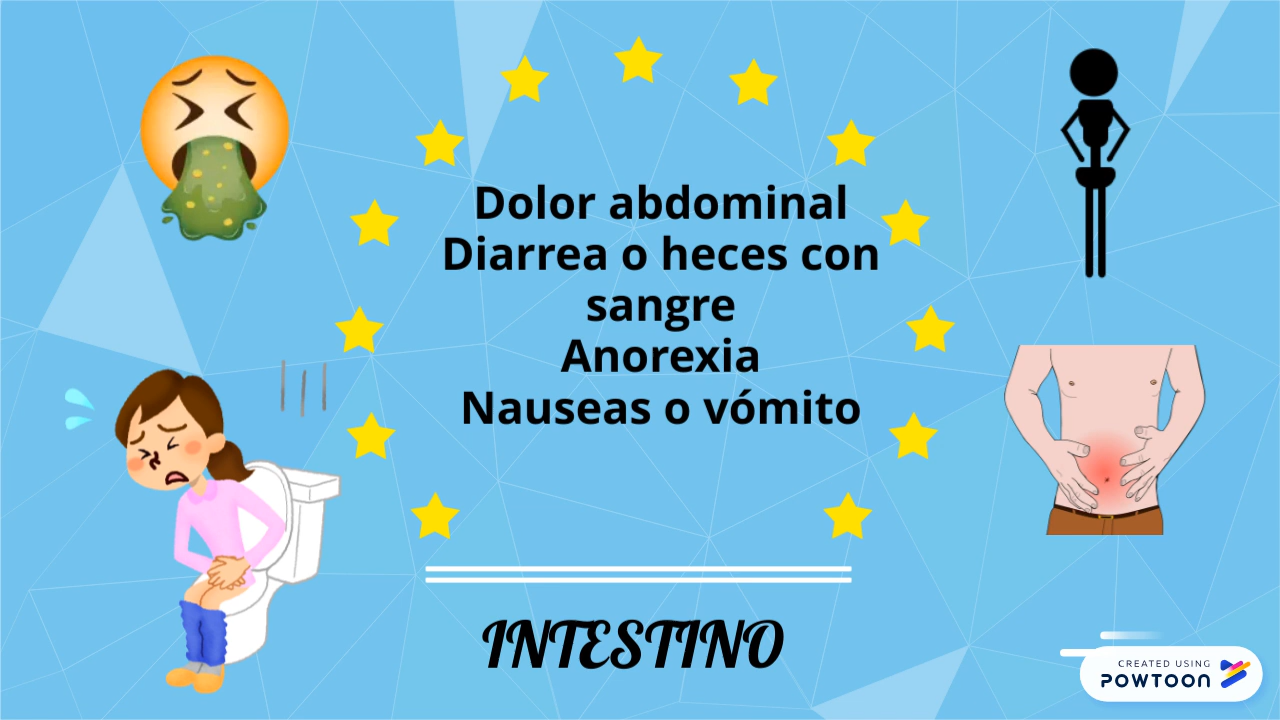 Dolor abdominal
Diarrea o heces con
sangre
Anorexia
Nauseas o vómito
INTESTINO
CREATED USING
POWTOON